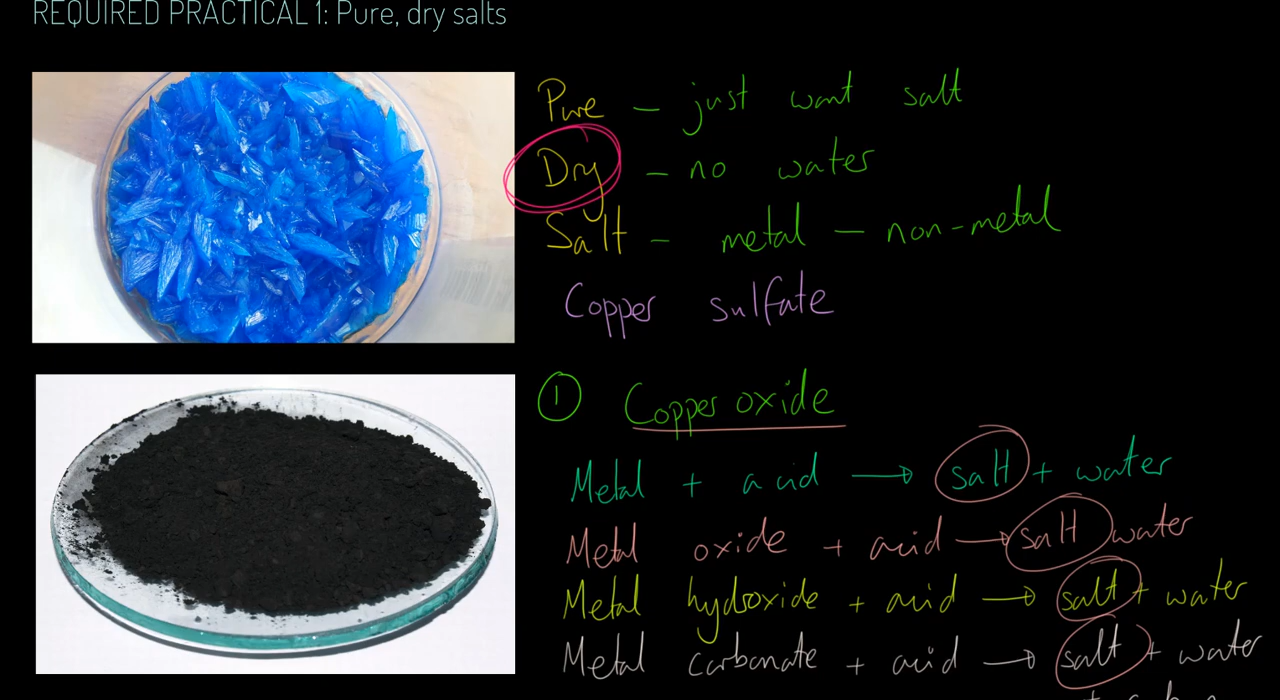 REQUIRED PRACTICAL 1: Pure, dry salts
Pure – just want salt
Dry – no water
Salt – metal – non-metal
Copper sulfate
① Copper oxide
Metal + acid → salt + water
Metal oxide + acid → salt water
Metal hydroxide + acid → salt + water
Metal carbonate + acid → salt + water